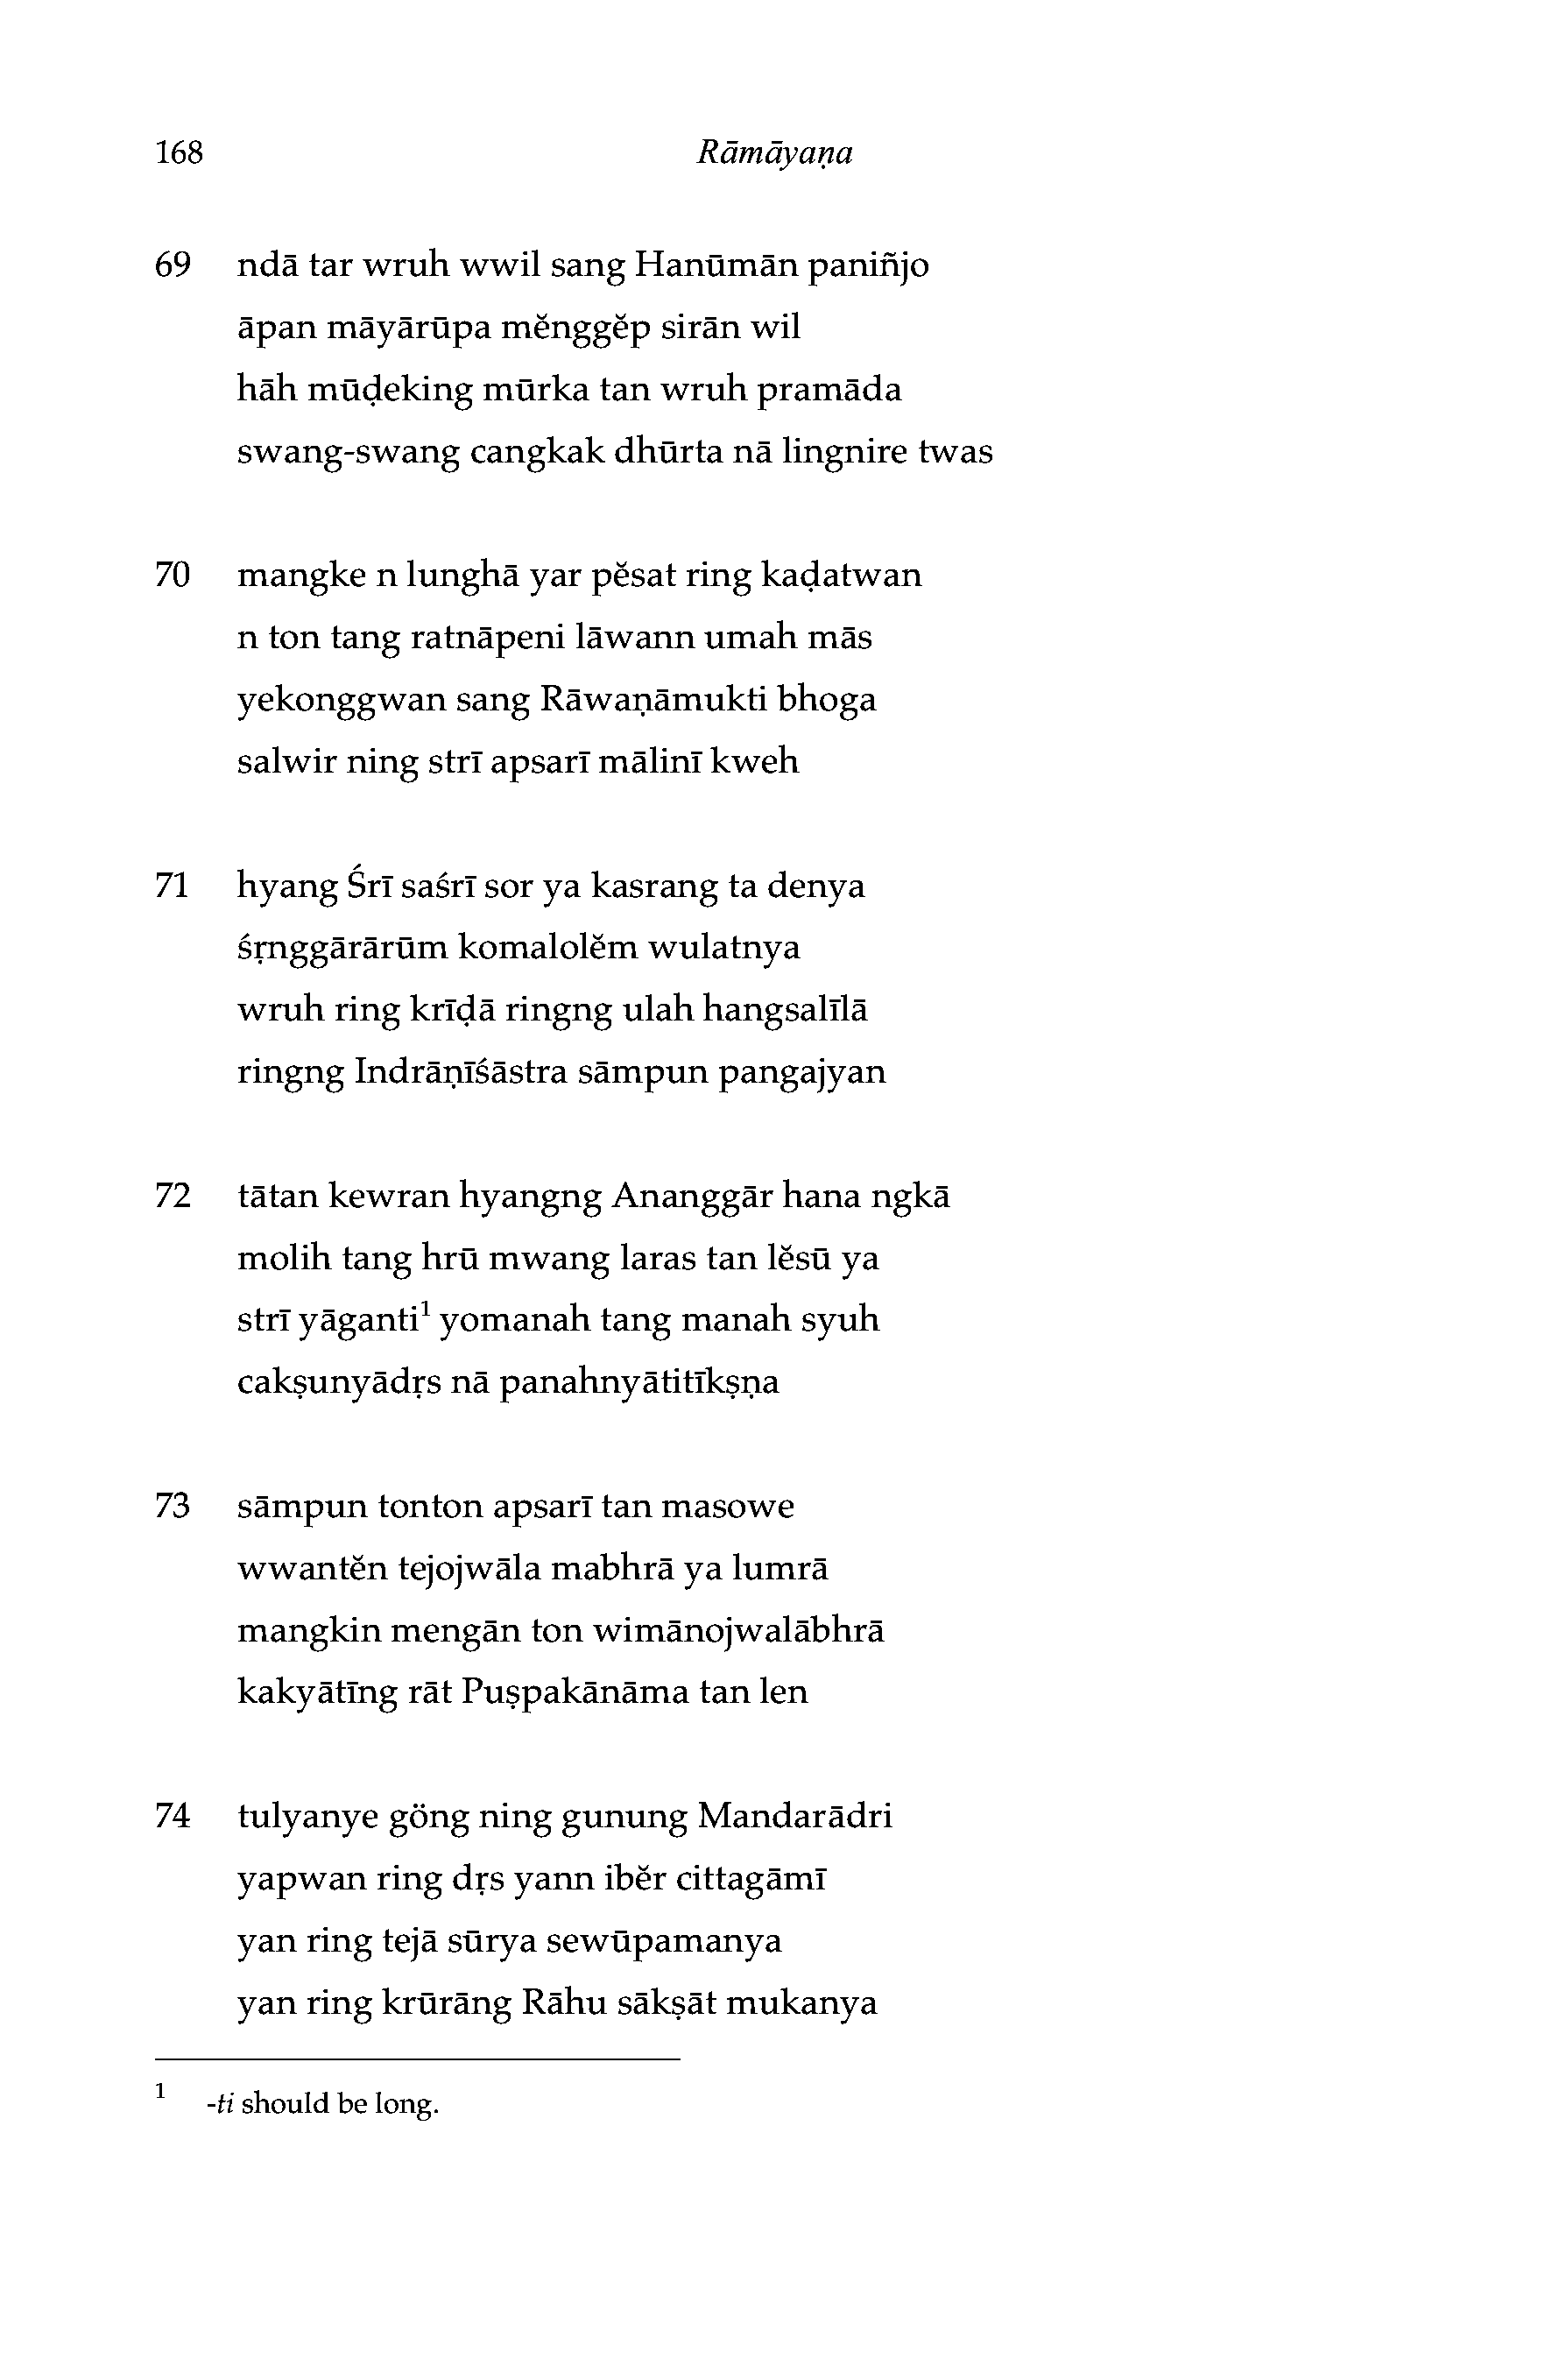 168 Rāmāyaṇa
69 ndā tar wruh wwil sang Hanūmān paniñjo
āpan māyārūpa mĕnggĕp sirān wil
hāh mūḍeking mūrka tan wruh pramāda
swang-swang cangkak dhūrta nā lingnire twas
70 mangke n lunghā yar pĕsat ring kaḍatwan
n ton tang ratnāpeni lāwann umah mās
yekonggwan sang Rāwaṇāmukti bhoga
salwir ning strī apsarī mālinī kweh
71 hyang Śrī saśrī sor ya kasrang ta denya
śṛnggārārūm komalolĕm wulatnya
wruh ring krīḍā ringng ulah hangsalīlā
ringng Indrāṇīśāstra sāmpun pangajyan
72 tātan kewran hyangng Ananggār hana ngkā
molih tang hrū mwang laras tan lĕsū ya
strī yāganti¹ yomanah tang manah syuh
cakṣunyādṛs nā panahnyātitīkṣṇa
73 sāmpun tonton apsarī tan masowe
wwantĕn tejojwāla mabhrā ya lumrā
mangkin mengān ton wimānojwalābhrā
kakyātīng rāt Puṣpakānāma tan len
74 tulyanye göng ning gunung Mandarādri
yapwan ring dṛs yann ibĕr cittagāmī
yan ring tejā sūrya sewūpamanya
yan ring krūrāng Rāhu sākṣāt mukanya
1 -ti should be long.